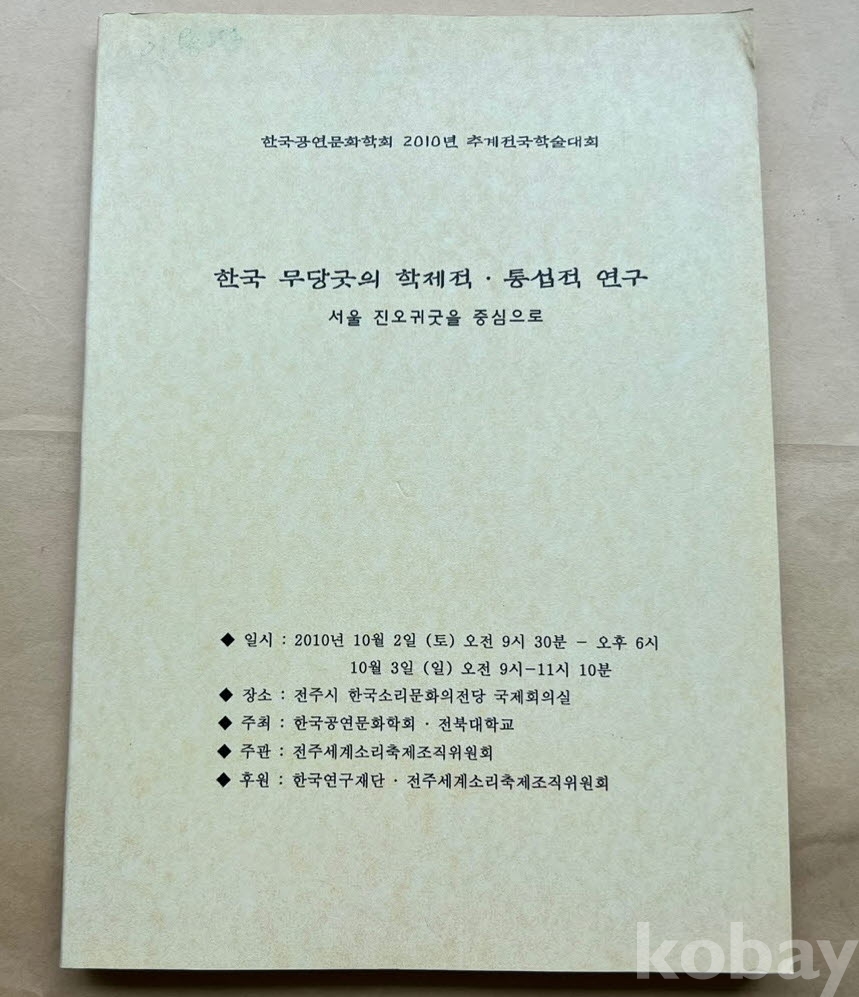 한국공연문화학회 2010년 추계전국학술대회
한국 무당굿의 학제적 · 통섭적 연구
서울 진오귀굿을 중심으로
◆ 일시 : 2010년 10월 2일 (토) 오전 9시 30분 - 오후 6시
10월 3일 (일) 오전 9시-11시 10분
◆ 장소 : 전주시 한국소리문화의전당 국제회의실
◆ 주최 : 한국공연문화학회 · 전북대학교
◆ 주관 : 전주세계소리축제조직위원회
◆ 후원 : 한국연구재단 · 전주세계소리축제조직위원회
kobay